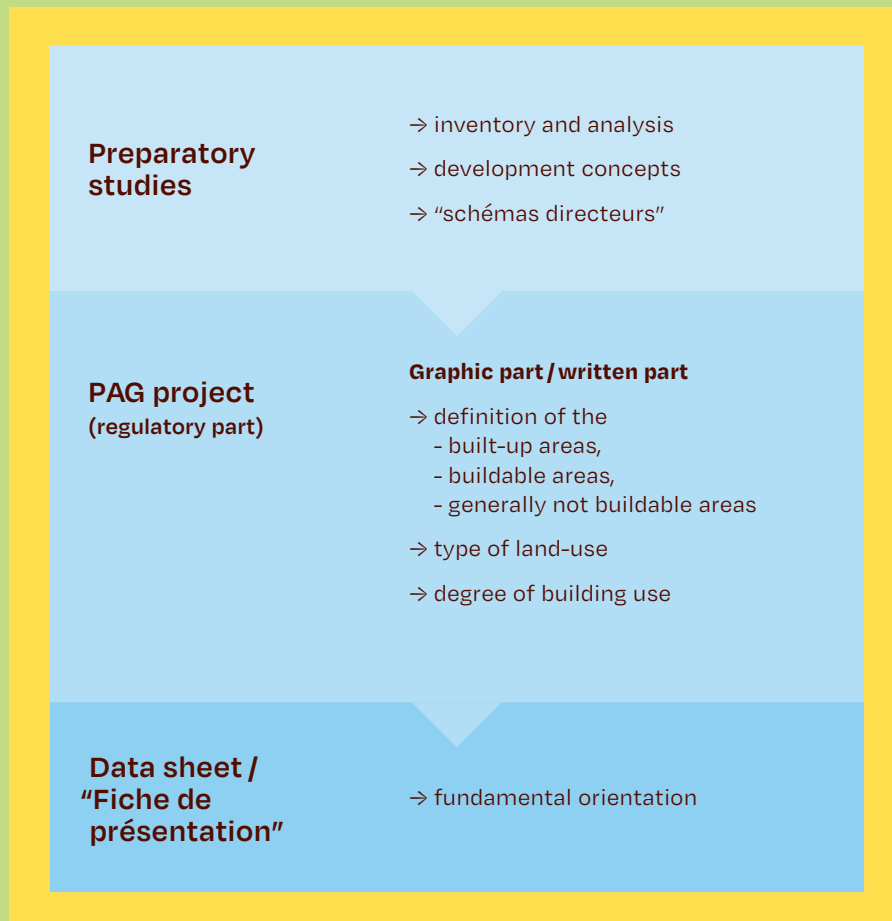 Preparatory
studies
→ inventory and analysis
→ development concepts
→ “schémas directeurs”
PAG project
(regulatory part)
Graphic part / written part
→ definition of the
- built-up areas,
- buildable areas,
- generally not buildable areas
→ type of land-use
→ degree of building use
Data sheet /
“Fiche de
présentation”
→ fundamental orientation